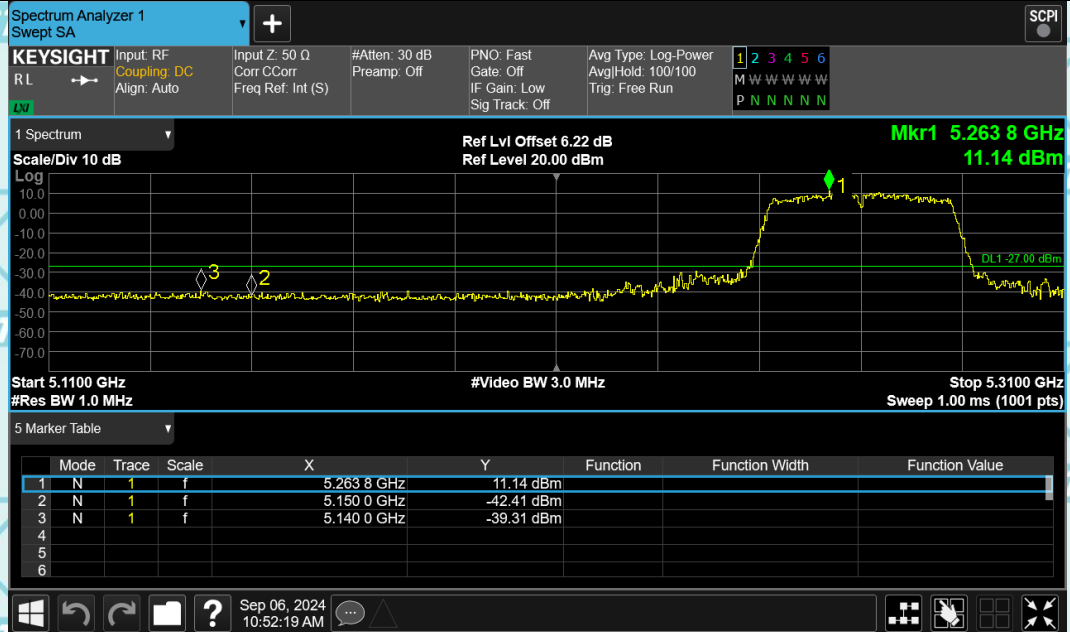 Spectrum Analyzer 1
Swept SA
SCPI
KEYSIGHT
RL
LXI
Input: RF
Coupling: DC
Align: Auto
Input Z: 50 Ω
Corr CCorr
Freq Ref: Int (S)
#Atten: 30 dB
Preamp: Off
PNO: Fast
Gate: Off
IF Gain: Low
Sig Track: Off
Avg Type: Log-Power
Avg|Hold: 100/100
Trig: Free Run
1 2 3 4 5 6
M W W W W W
P N N N N N
1 Spectrum
Scale/Div 10 dB
Ref Lvl Offset 6.22 dB
Ref Level 20.00 dBm
Mkr1 5.263 8 GHz
11.14 dBm
Log
10.0
0.00
-10.0
-20.0
-30.0
-40.0
-50.0
-60.0
-70.0
1
3
2
DL1 -27.00 dBm
Start 5.1100 GHz
#Video BW 3.0 MHz
Stop 5.3100 GHz
#Res BW 1.0 MHz
Sweep 1.00 ms (1001 pts)
5 Marker Table
Mode Trace Scale X Y Function Function Width Function Value
1 N 1 f 5.263 8 GHz 11.14 dBm
2 N 1 f 5.150 0 GHz -42.41 dBm
3 N 1 f 5.140 0 GHz -39.31 dBm
4
5
6
?
Sep 06, 2024
10:52:19 AM